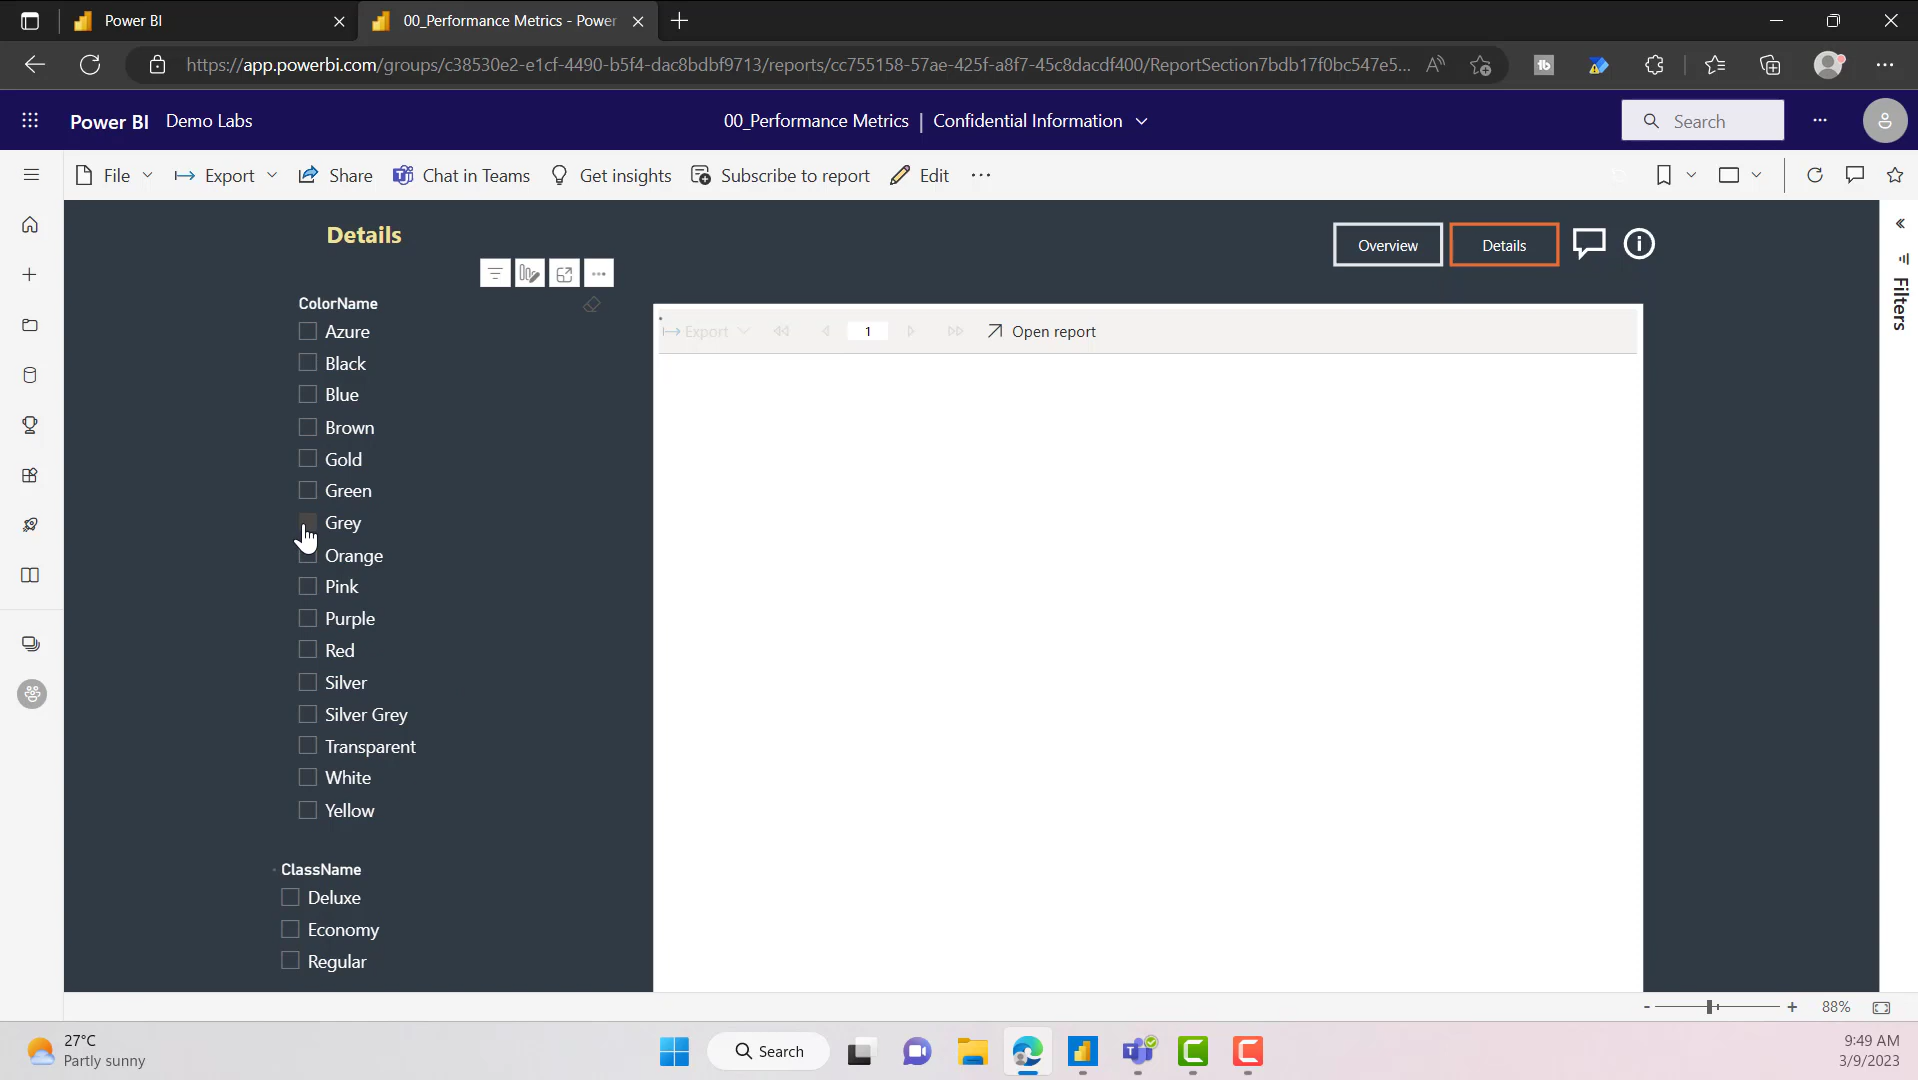 Power BI
00_Performance Metrics - Power
https://app.powerbi.com/groups/c38530e2-e1cf-4490-b5f4-dac8bdbf9713/reports/cc755158-57ae-425f-a8f7-45c8dacdf400/ReportSection7bdb17f0bc547e5...
Power BI Demo Labs
00_Performance Metrics | Confidential Information
Search
File
Export
Share
Chat in Teams
Get insights
Subscribe to report
Edit
Details
Overview
Details
Filters
ColorName
Azure
Black
Blue
Brown
Gold
Green
Grey
Orange
Pink
Purple
Red
Silver
Silver Grey
Transparent
White
Yellow
ClassName
Deluxe
Economy
Regular
Export
1
Open report
- + 88%
27°C
Partly sunny
Search
9:49 AM
3/9/2023